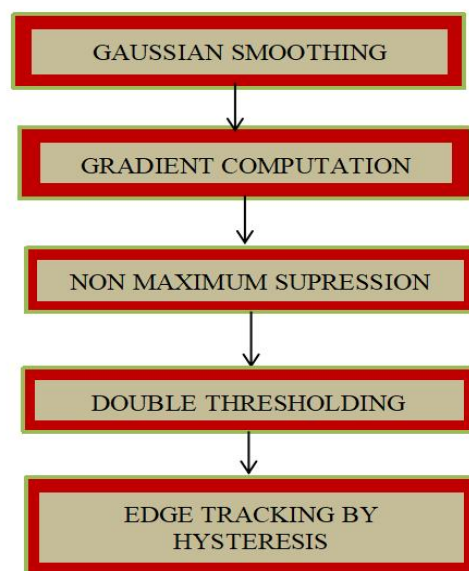 GAUSSIAN SMOOTHING
GRADIENT COMPUTATION
NON MAXIMUM SUPRESSION
DOUBLE THRESHOLDING
EDGE TRACKING BY
HYSTERESIS